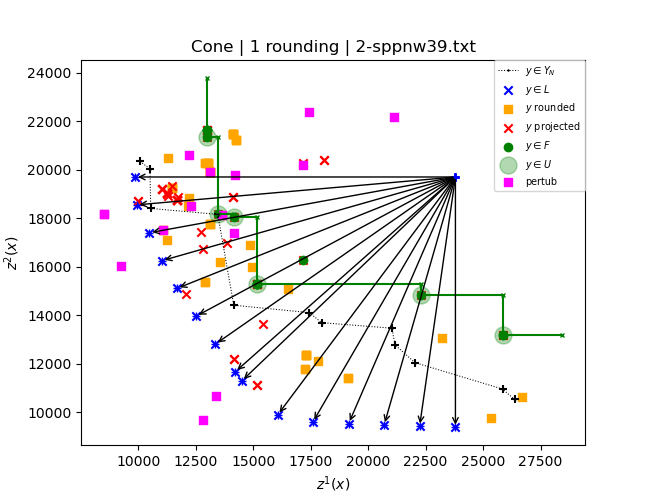 Cone | 1 rounding | 2-sppnw39.txt
24000
22000
20000
18000
16000
14000
12000
10000
z²(x)
10000 12500 15000 17500 20000 22500 25000 27500
z¹(x)
y ∈ Y_N
y ∈ L
y rounded
y projected
y ∈ F
y ∈ U
pertub